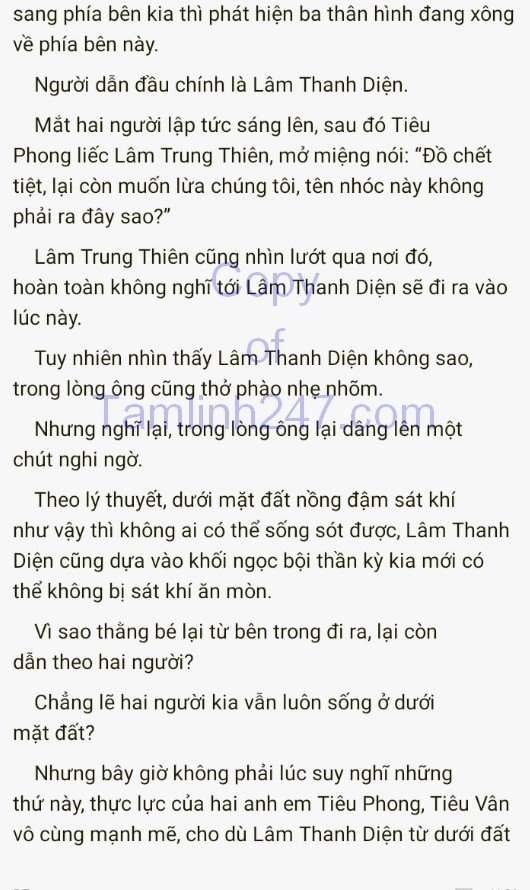 sang phía bên kia thì phát hiện ba thân hình đang xông
về phía bên này.
Người dẫn đầu chính là Lâm Thanh Diện.
Mắt hai người lập tức sáng lên, sau đó Tiêu
Phong liếc Lâm Trung Thiên, mở miệng nói: “Đồ chết
tiệt, lại còn muốn lừa chúng tôi, tên nhóc này không
phải ra đây sao?”
Lâm Trung Thiên cũng nhìn lướt qua nơi đó,
hoàn toàn không nghĩ tới Lâm Thanh Diện sẽ đi ra vào
lúc này.
Copy
of
Tamlinh247.com
Tuy nhiên nhìn thấy Lâm Thanh Diện không sao,
trong lòng ông cũng thở phào nhẹ nhõm.
Nhưng nghĩ lại, trong lòng ông lại dâng lên một
chút nghi ngờ.
Theo lý thuyết, dưới mặt đất nồng đậm sát khí
như vậy thì không ai có thể sống sót được, Lâm Thanh
Diện cũng dựa vào khối ngọc bội thần kỳ kia mới có
thể không bị sát khí ăn mòn.
Vì sao thằng bé lại từ bên trong đi ra, lại còn
dẫn theo hai người?
Chẳng lẽ hai người kia vẫn luôn sống ở dưới
mặt đất?
Nhưng bây giờ không phải lúc suy nghĩ những
thứ này, thực lực của hai anh em Tiêu Phong, Tiêu Vân
vô cùng mạnh mẽ, cho dù Lâm Thanh Diện từ dưới đất